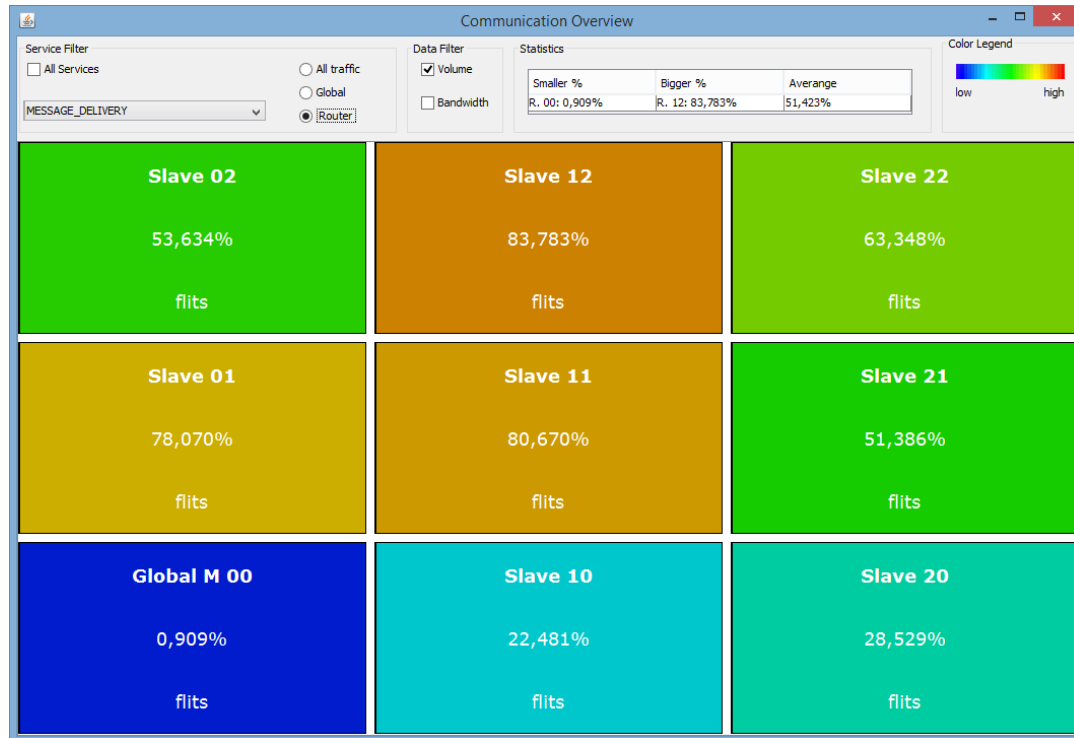 Communication Overview
Service Filter
All Services
All traffic
Global
MESSAGE_DELIVERY
Router
Data Filter
Volume
Bandwidth
Statistics
Smaller % Bigger % Averange
R. 00: 0,909% R. 12: 83,783% 51,423%
Color Legend
low high
Slave 02
53,634%
flits
Slave 12
83,783%
flits
Slave 22
63,348%
flits
Slave 01
78,070%
flits
Slave 11
80,670%
flits
Slave 21
51,386%
flits
Global M 00
0,909%
flits
Slave 10
22,481%
flits
Slave 20
28,529%
flits